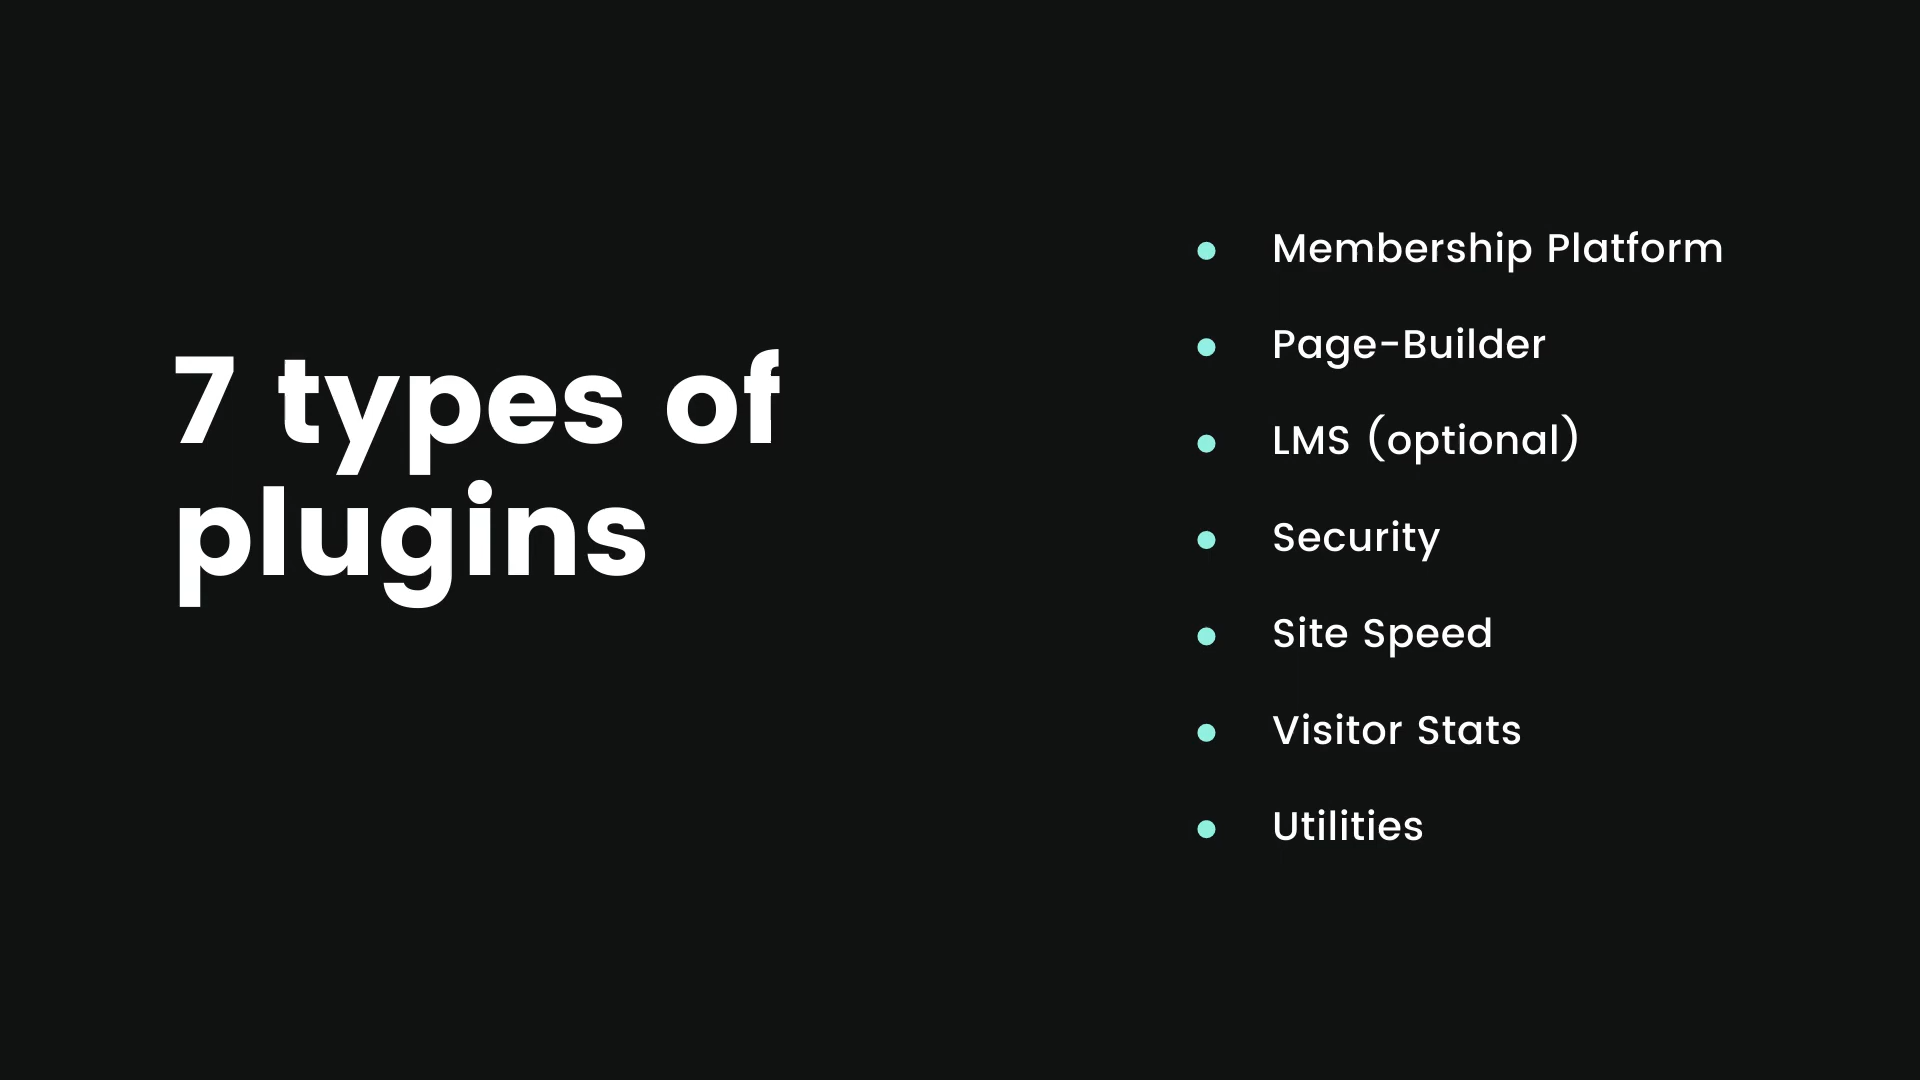 7 types of
plugins
Membership Platform
Page-Builder
LMS (optional)
Security
Site Speed
Visitor Stats
Utilities